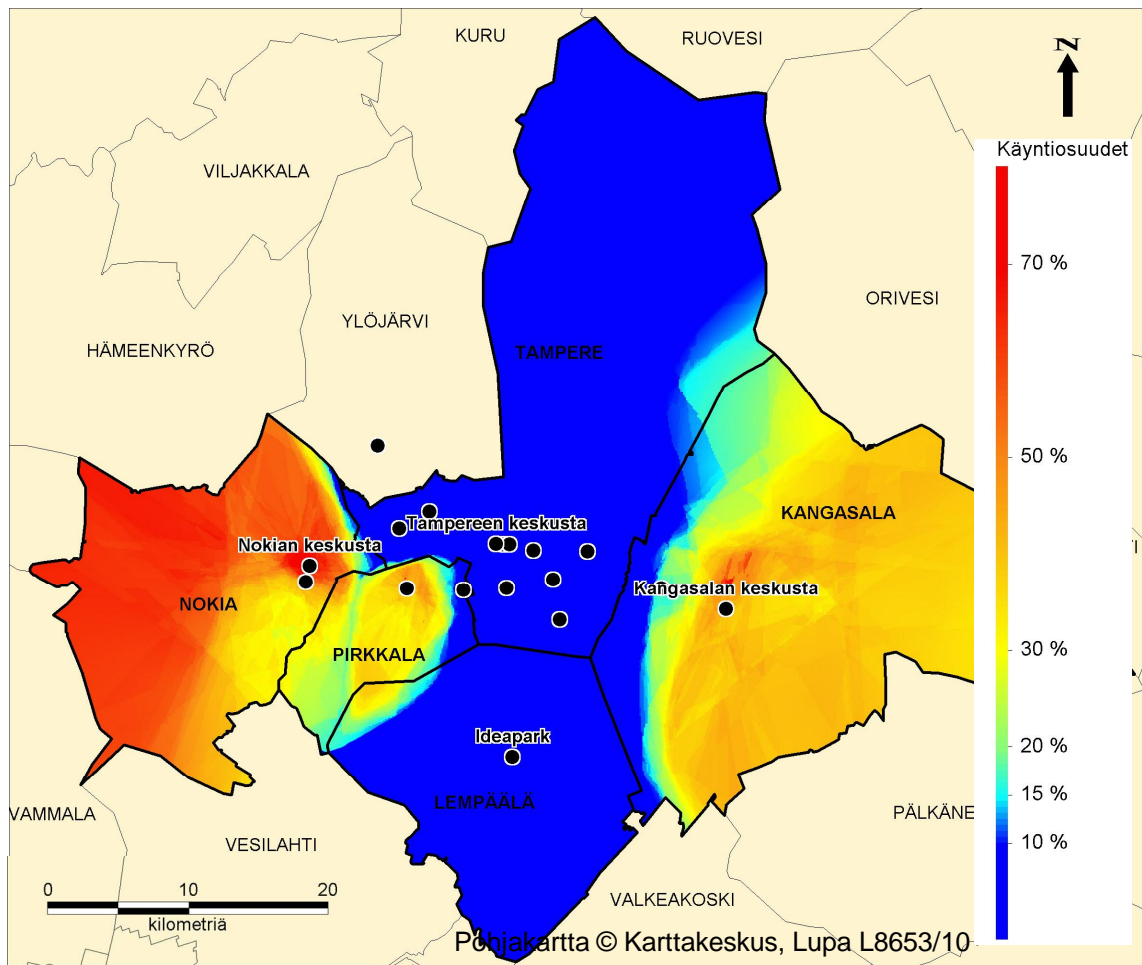 KURU
RUOVESI
N
Käyntiosuudet
VILJAKKALA
70 %
ORIVESI
YLÖJÄRVI
HÄMEENKYRÖ
TAMPERE
50 %
KANGASALA
Tampereen keskusta
Nokian keskusta
Kangasalan keskusta
NOKIA
PIRKKALA
30 %
Ideapark
20 %
15 %
LEMPÄÄLÄ
VAMMALA
PÄLKÄNE
10 %
VESILAHTI
0 10 20
kilometriä
VALKEAKOSKI
Pohjakartta © Karttakeskus, Lupa L8653/10